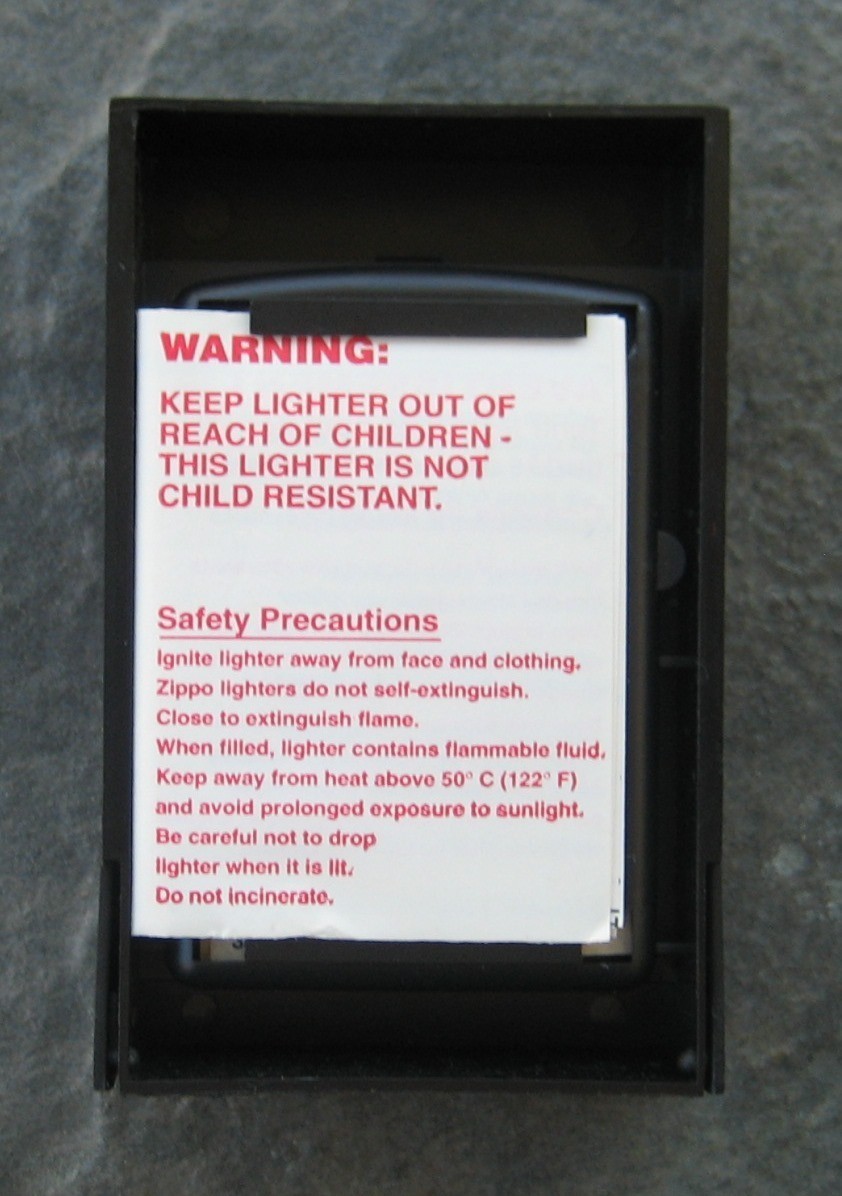 WARNING:
KEEP LIGHTER OUT OF
REACH OF CHILDREN -
THIS LIGHTER IS NOT
CHILD RESISTANT.
Safety Precautions
Ignite lighter away from face and clothing.
Zippo lighters do not self-extinguish.
Close to extinguish flame.
When filled, lighter contains flammable fluid.
Keep away from heat above 50° C (122° F)
and avoid prolonged exposure to sunlight.
Be careful not to drop
lighter when it is lit.
Do not incinerate.